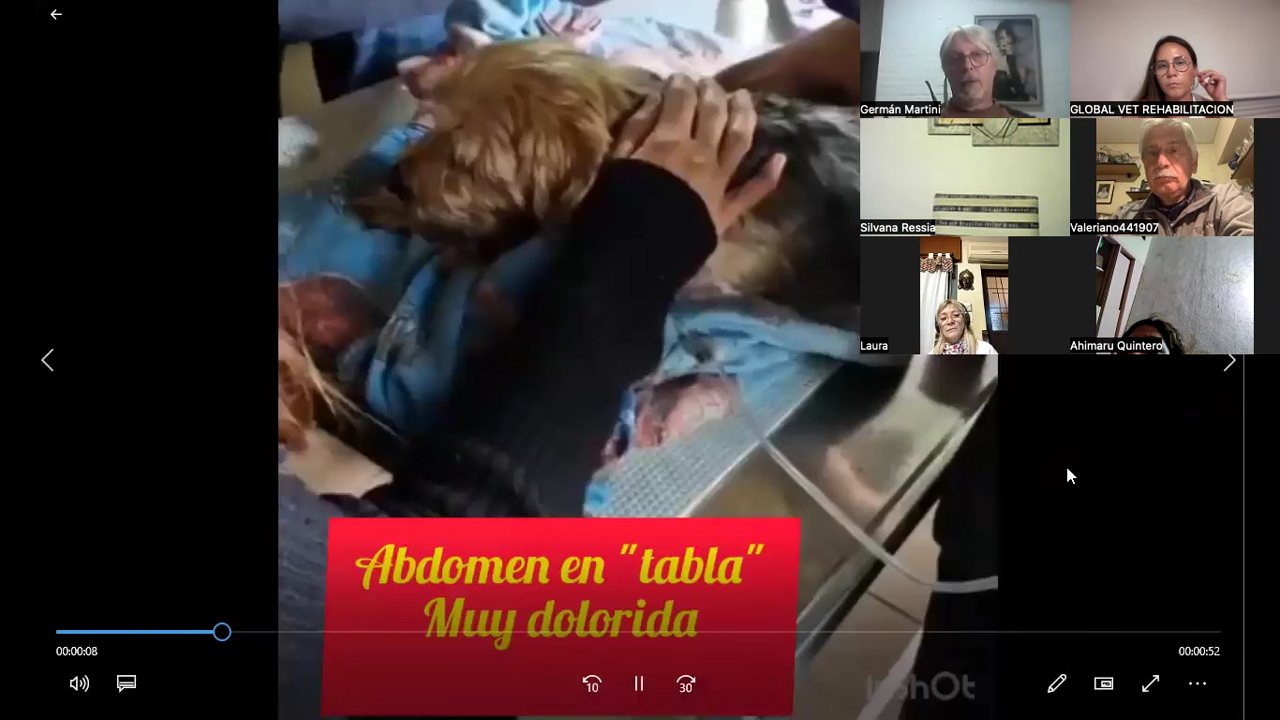 Germán Martini
GLOBAL VET REHABILITACION
Silvana Ressia
Valeriano441907
Laura
Ahimaru Quintero
Abdomen en "tabla"
Muy dolorida
00:00:08
00:00:52
10
30
InShOt